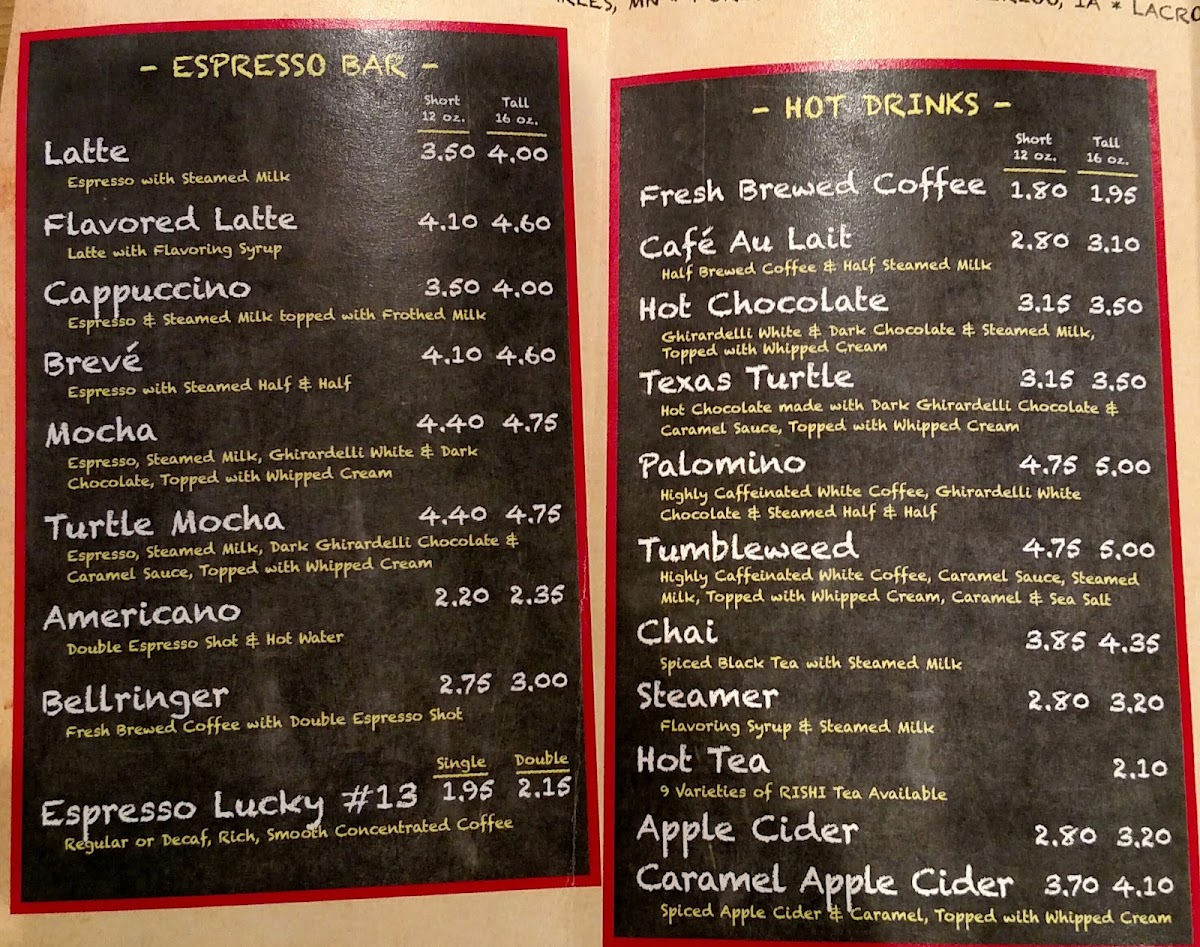 ARLES, MN *
IA * LACRO
- ESPRESSO BAR -
Short Tall
12 oz. 16 oz.
Latte 3.50 4.00
Espresso with Steamed Milk
Flavored Latte 4.10 4.60
Latte with Flavoring Syrup
Cappuccino 3.50 4.00
Espresso & Steamed Milk topped with Frothed Milk
Brevé 4.10 4.60
Espresso with Steamed Half & Half
Mocha 4.40 4.75
Espresso, Steamed Milk, Ghirardelli White & Dark
Chocolate, Topped with Whipped Cream
Turtle Mocha 4.40 4.75
Espresso, Steamed Milk, Dark Ghirardelli Chocolate &
Caramel Sauce, Topped with Whipped Cream
Americano 2.20 2.35
Double Espresso Shot & Hot Water
Bellringer 2.75 3.00
Fresh Brewed Coffee with Double Espresso Shot
Single Double
Espresso Lucky #13 1.95 2.15
Regular or Decaf, Rich, Smooth Concentrated Coffee
- HOT DRINKS -
Short Tall
12 oz. 16 oz.
Fresh Brewed Coffee 1.80 1.95
Café Au Lait 2.80 3.10
Half Brewed Coffee & Half Steamed Milk
Hot Chocolate 3.15 3.50
Ghirardelli White & Dark Chocolate & Steamed Milk,
Topped with Whipped Cream
Texas Turtle 3.15 3.50
Hot Chocolate made with Dark Ghirardelli Chocolate &
Caramel Sauce, Topped with Whipped Cream
Palomino 4.75 5.00
Highly Caffeinated White Coffee, Ghirardelli White
Chocolate & Steamed Half & Half
Tumbleweed 4.75 5.00
Highly Caffeinated White Coffee, Caramel Sauce, Steamed
Milk, Topped with Whipped Cream, Caramel & Sea Salt
Chai 3.85 4.35
Spiced Black Tea with Steamed Milk
Steamer 2.80 3.20
Flavoring Syrup & Steamed Milk
Hot Tea 2.10
9 Varieties of RISHI Tea Available
Apple Cider 2.80 3.20
Caramel Apple Cider 3.70 4.10
Spiced Apple Cider & Caramel, Topped with Whipped Cream